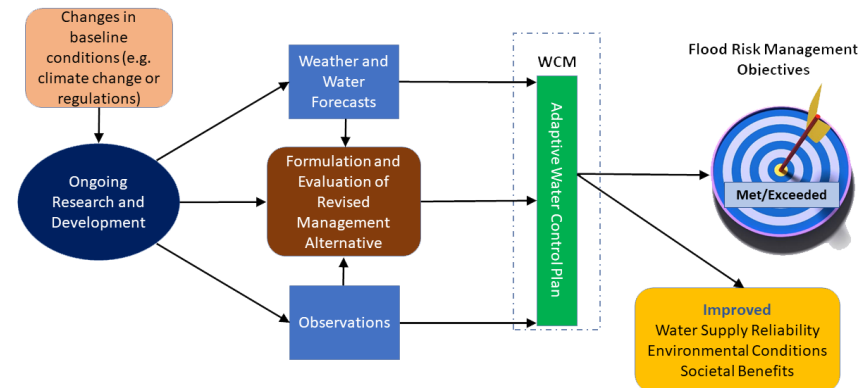 Changes in
baseline
conditions (e.g.
climate change or
regulations)
Ongoing
Research and
Development
Weather and
Water
Forecasts
Formulation and
Evaluation of
Revised
Management
Alternative
Observations
WCM
Adaptive Water Control Plan
Flood Risk Management
Objectives
Met/Exceeded
Improved
Water Supply Reliability
Environmental Conditions
Societal Benefits